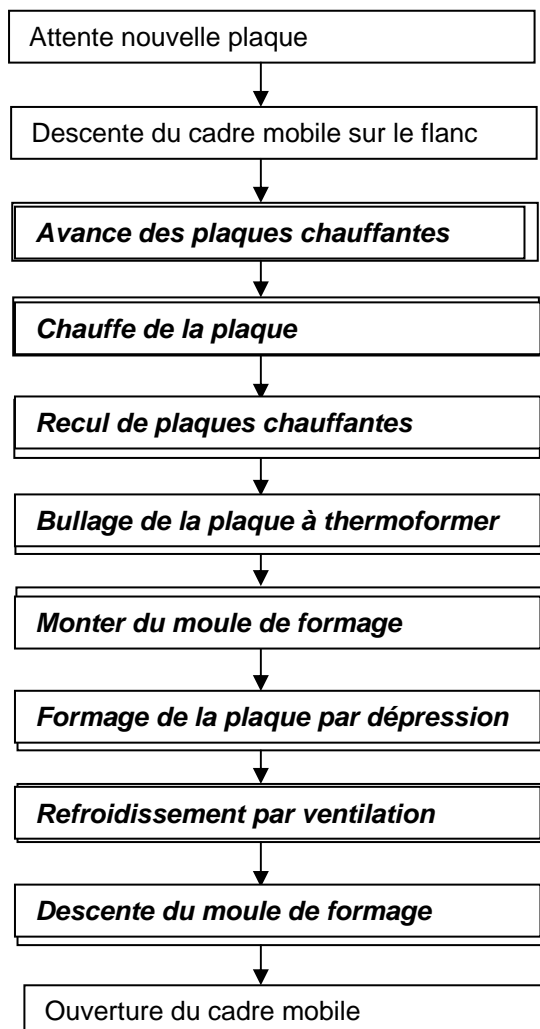 Attente nouvelle plaque
Descente du cadre mobile sur le flanc
Avance des plaques chauffantes
Chauffe de la plaque
Recul de plaques chauffantes
Bullage de la plaque à thermoformer
Monter du moule de formage
Formage de la plaque par dépression
Refroidissement par ventilation
Descente du moule de formage
Ouverture du cadre mobile